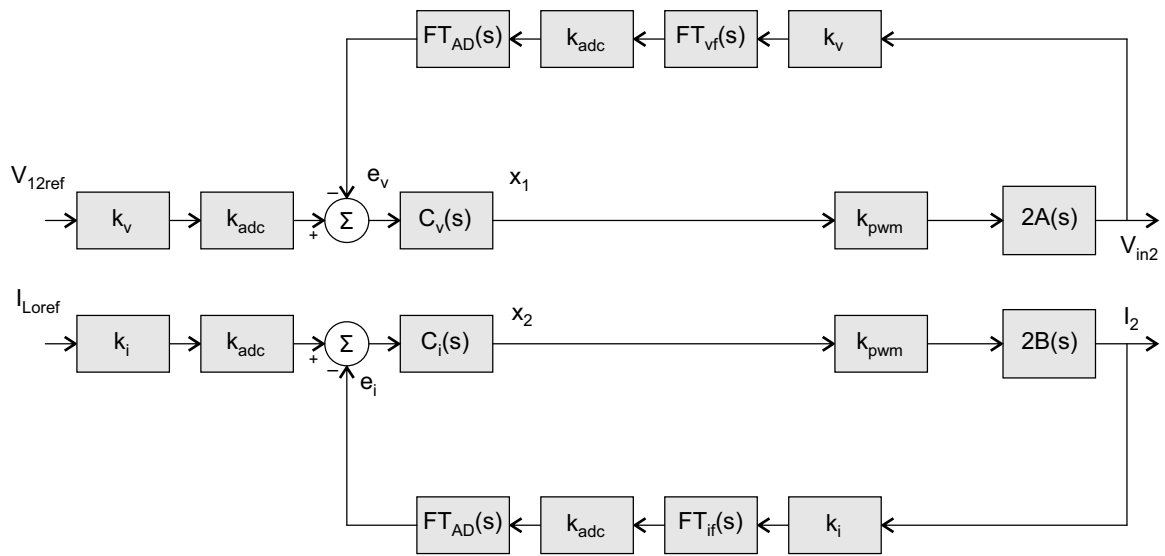 FT_AD(s) k_adc FT_vf(s) k_v
V_12ref e_v x_1
− 
k_v k_adc + Σ C_v(s) k_pwm 2A(s)
V_in2
I_Loref x_2 I_2
k_i k_adc + Σ C_i(s) k_pwm 2B(s)
−
e_i
FT_AD(s) k_adc FT_if(s) k_i